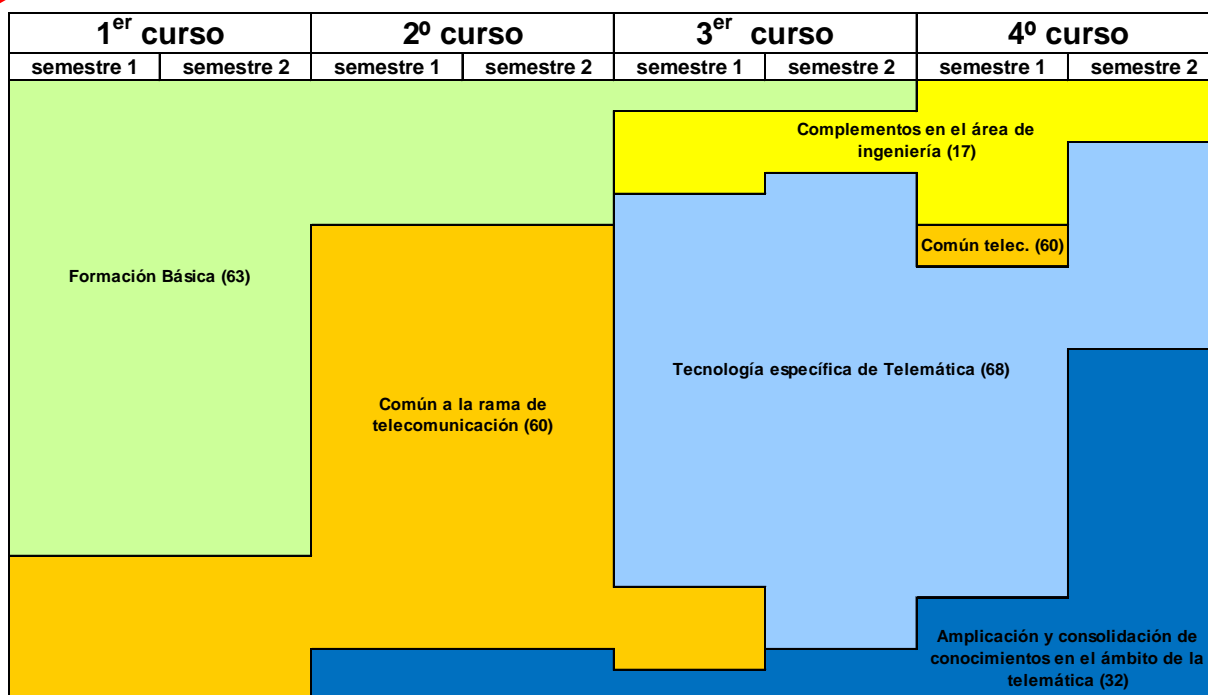 1er curso
2º curso
3er curso
4º curso
semestre 1
semestre 2
semestre 1
semestre 2
semestre 1
semestre 2
semestre 1
semestre 2
Complementos en el área de
ingeniería (17)
Común telec. (60)
Formación Básica (63)
Tecnología específica de Telemática (68)
Común a la rama de
telecomunicación (60)
Amplicación y consolidación de
conocimientos en el ámbito de la
telemática (32)